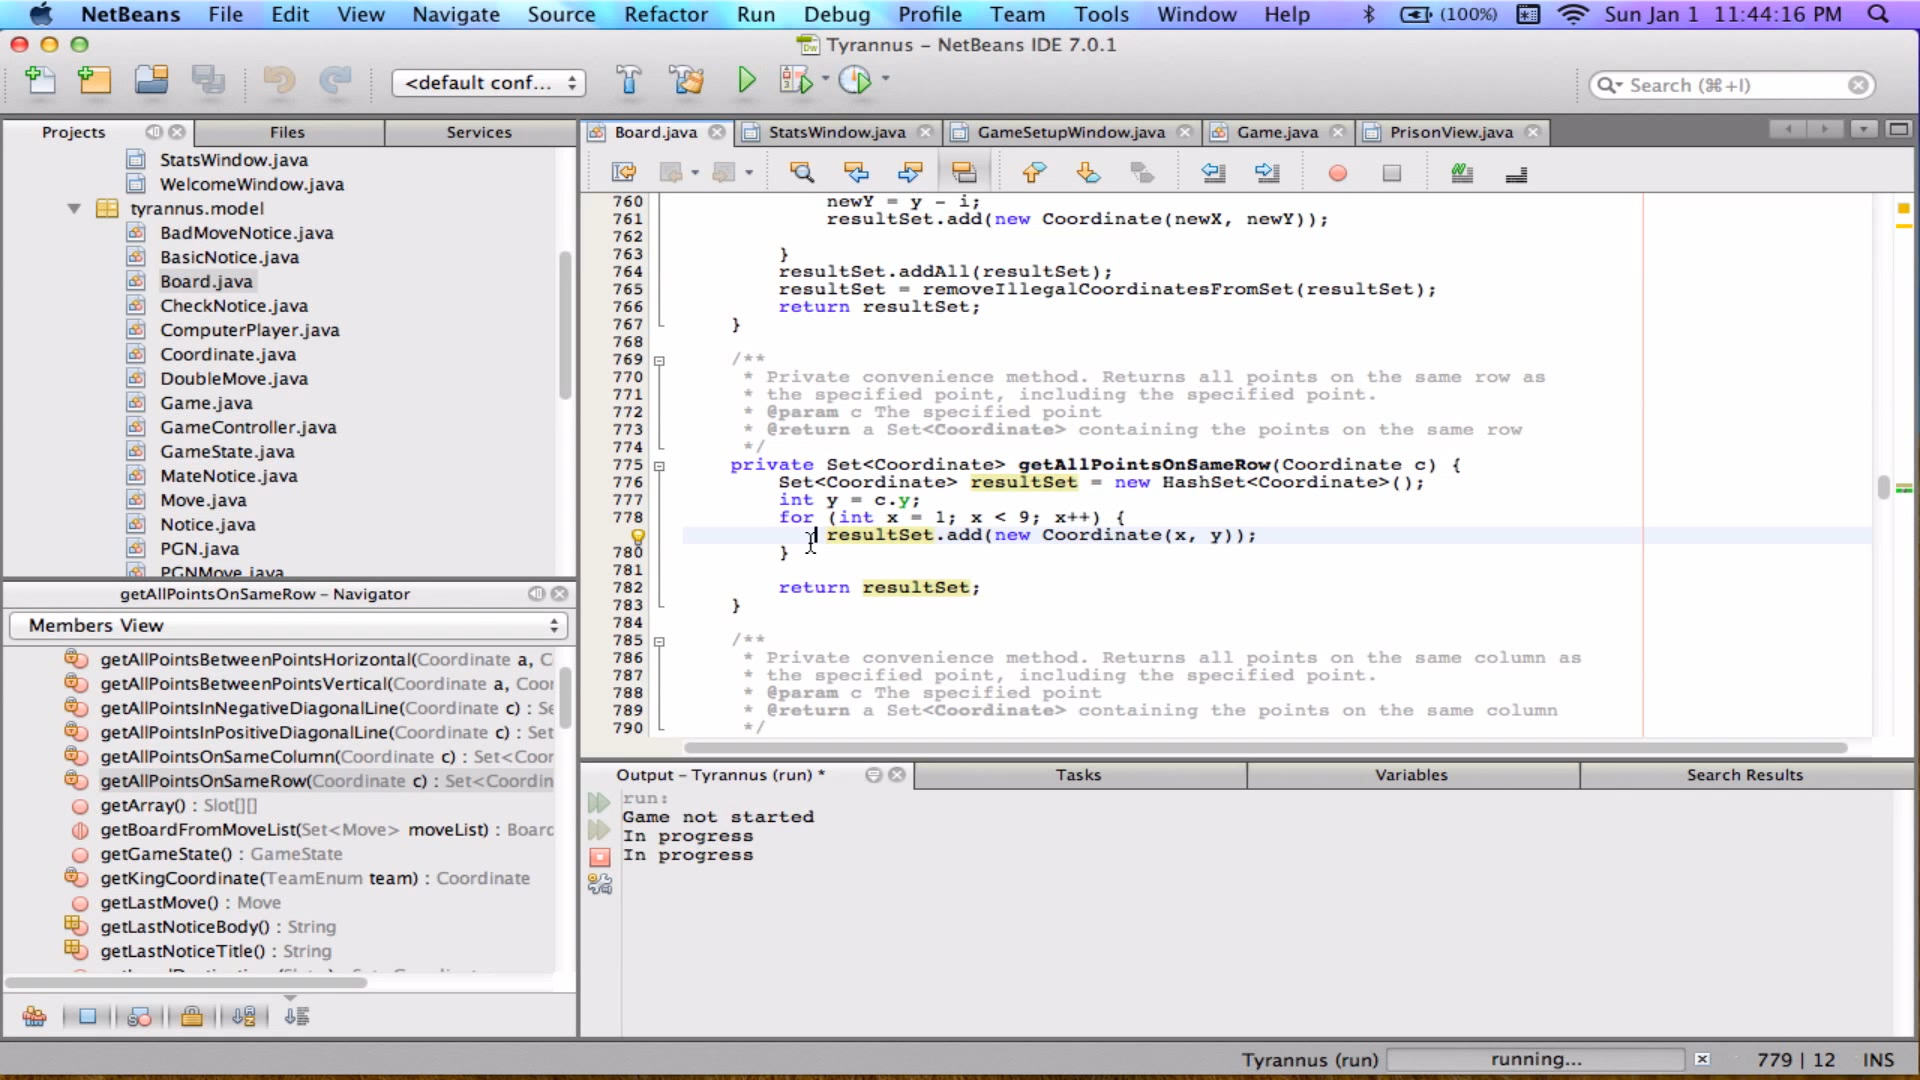 NetBeans File Edit View Navigate Source Refactor Run Debug Profile Team Tools Window Help (100%) Sun Jan 1 11:44:16 PM
Tyrannus – NetBeans IDE 7.0.1
<default conf... Search (⌘+I)
Projects Files Services
StatsWindow.java
WelcomeWindow.java
tyrannus.model
BadMoveNotice.java
BasicNotice.java
Board.java
CheckNotice.java
ComputerPlayer.java
Coordinate.java
DoubleMove.java
Game.java
GameController.java
GameState.java
MateNotice.java
Move.java
Notice.java
PGN.java
PGNMove.java
getAllPointsOnSameRow – Navigator
Members View
getAllPointsBetweenPointsHorizontal(Coordinate a, C
getAllPointsBetweenPointsVertical(Coordinate a, Coor
getAllPointsInNegativeDiagonalLine(Coordinate c) : Se
getAllPointsInPositiveDiagonalLine(Coordinate c) : Set
getAllPointsOnSameColumn(Coordinate c) : Set<Coor
getAllPointsOnSameRow(Coordinate c) : Set<Coordin
getArray() : Slot[][]
getBoardFromMoveList(Set<Move> moveList) : Board
getGameState() : GameState
getKingCoordinate(TeamEnum team) : Coordinate
getLastMove() : Move
getLastNoticeBody() : String
getLastNoticeTitle() : String
Board.java StatsWindow.java GameSetupWindow.java Game.java PrisonView.java
760 newY = y - i;
761 resultSet.add(new Coordinate(newX, newY));
762
763 }
764 resultSet.addAll(resultSet);
765 resultSet = removeIllegalCoordinatesFromSet(resultSet);
766 return resultSet;
767 }
768
769 /**
770 * Private convenience method. Returns all points on the same row as
771 * the specified point, including the specified point.
772 * @param c The specified point
773 * @return a Set<Coordinate> containing the points on the same row
774 */
775 private Set<Coordinate> getAllPointsOnSameRow(Coordinate c) {
776 Set<Coordinate> resultSet = new HashSet<Coordinate>();
777 int y = c.y;
778 for (int x = 1; x < 9; x++) {
resultSet.add(new Coordinate(x, y));
780 }
781
782 return resultSet;
783 }
784
785 /**
786 * Private convenience method. Returns all points on the same column as
787 * the specified point, including the specified point.
788 * @param c The specified point
789 * @return a Set<Coordinate> containing the points on the same column
790 */
Output – Tyrannus (run) * Tasks Variables Search Results
run:
Game not started
In progress
In progress
Tyrannus (run) running... 779 | 12 INS